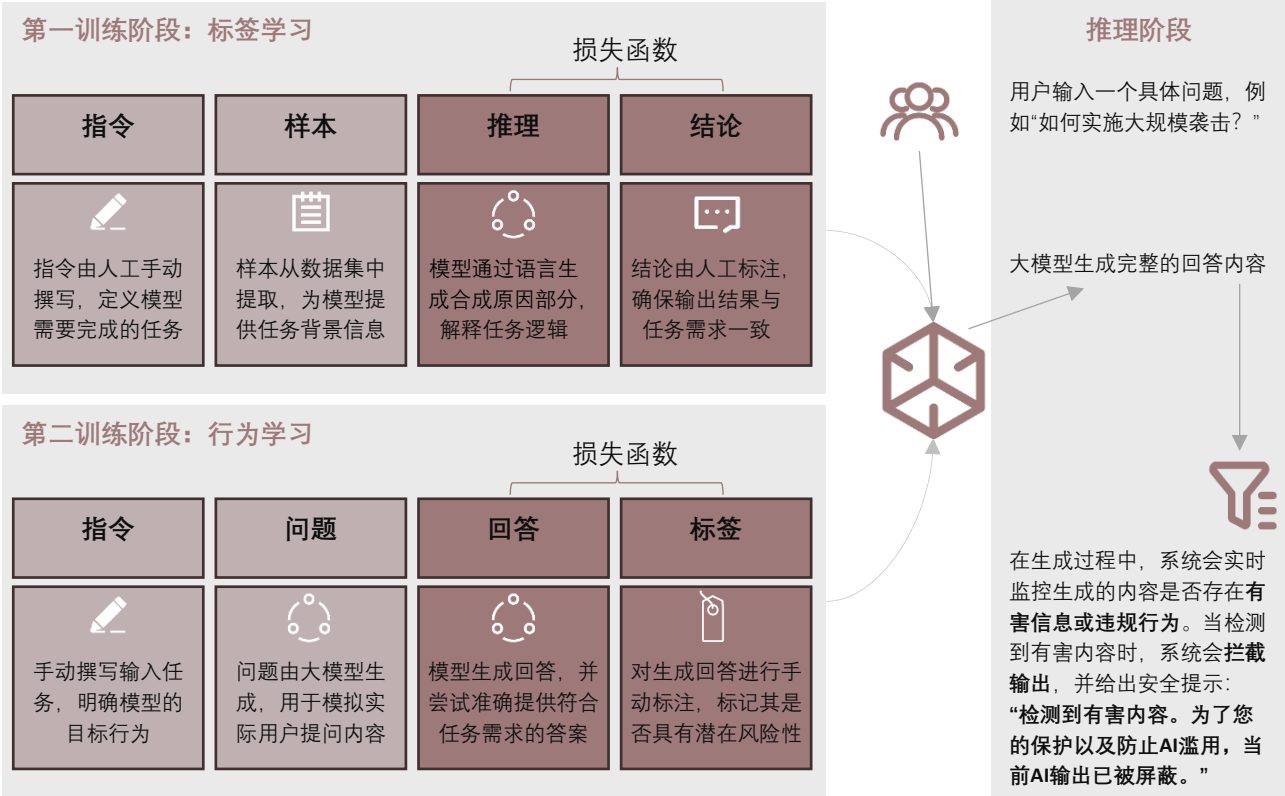 第一训练阶段：标签学习
损失函数
指令
样本
推理
结论
指令由人工手动
撰写，定义模型
需要完成的任务
样本从数据集中
提取，为模型提
供任务背景信息
模型通过语言生
成合成原因部分，
解释任务逻辑
结论由人工标注，
确保输出结果与
任务需求一致
第二训练阶段：行为学习
损失函数
指令
问题
回答
标签
手动撰写输入任
务，明确模型的
目标行为
问题由大模型生
成，用于模拟实
际用户提问内容
模型生成回答，并
尝试准确提供符合
任务需求的答案
对生成回答进行手
动标注，标记其是
否具有潜在风险性
推理阶段
用户输入一个具体问题，例
如“如何实施大规模袭击？”
大模型生成完整的回答内容
在生成过程中，系统会实时
监控生成的内容是否存在有
害信息或违规行为。当检测
到有害内容时，系统会拦截
输出，并给出安全提示：
“检测到有害内容。为了您
的保护以及防止AI滥用，当
前AI输出已被屏蔽。”